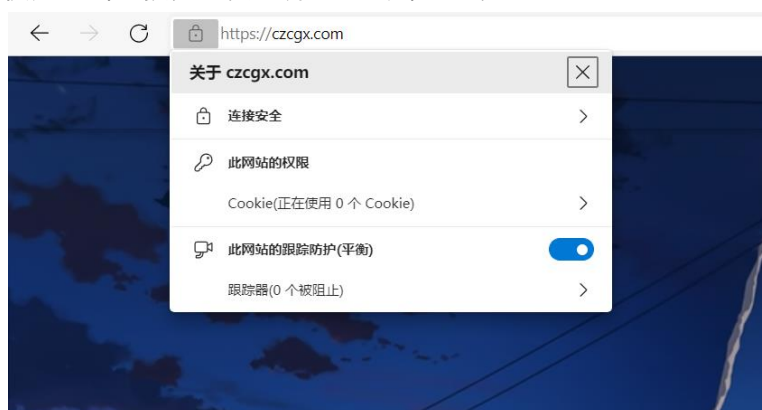 https://czcgx.com
关于 czcgx.com
连接安全
此网站的权限
Cookie(正在使用 0 个 Cookie)
此网站的跟踪防护(平衡)
跟踪器(0 个被阻止)